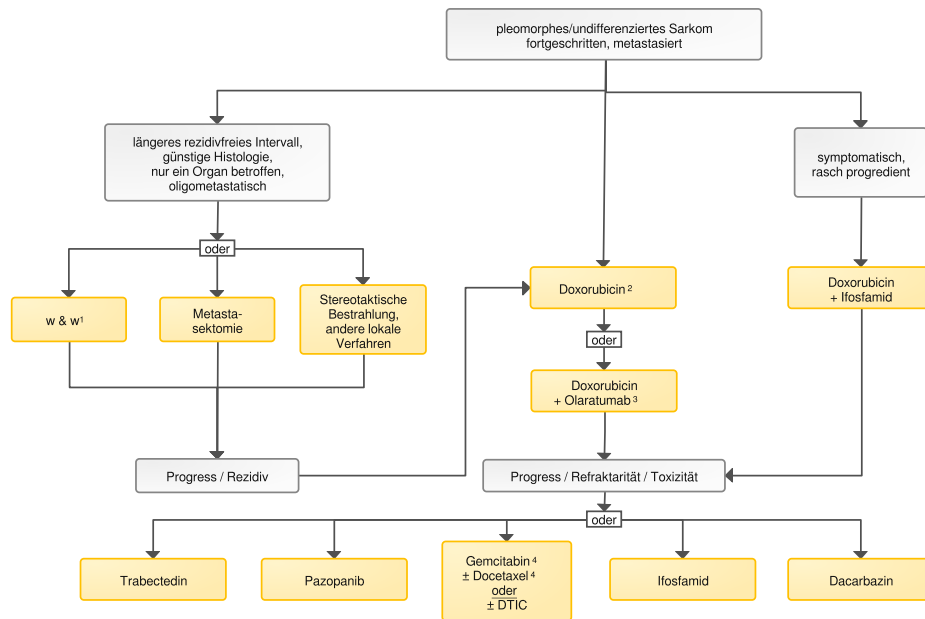 pleomorphes/undifferenziertes Sarkom
fortgeschritten, metastasiert
längeres rezidivfreies Intervall,
günstige Histologie,
nur ein Organ betroffen,
oligometastatisch
symptomatisch,
rasch progredient
oder
w & w¹
Metasta-
sektomie
Stereotaktische
Bestrahlung,
andere lokale
Verfahren
Doxorubicin ²
Doxorubicin
+ Ifosfamid
oder
Doxorubicin
+ Olaratumab ³
Progress / Rezidiv
Progress / Refraktarität / Toxizität
oder
Trabectedin
Pazopanib
Gemcitabin ⁴
± Docetaxel ⁴
oder
± DTIC
Ifosfamid
Dacarbazin